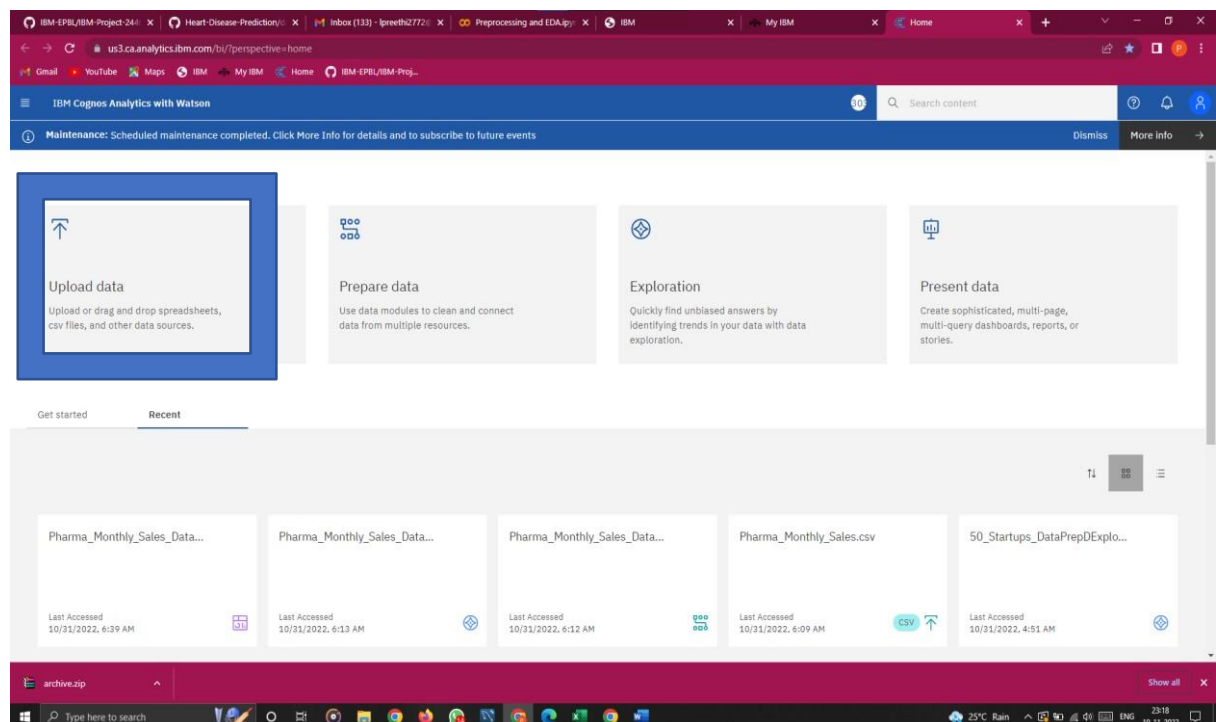 IBM-EPBL/IBM-Project-244
Heart-Disease-Prediction/
Inbox (133) - lpreethi2772
Preprocessing and EDA.ipy
IBM
My IBM
Home
us3.ca.analytics.ibm.com/bi/?perspective=home
Gmail
YouTube
Maps
IBM
My IBM
Home
IBM-EPBL/IBM-Proj...
IBM Cognos Analytics with Watson
Search content
Maintenance: Scheduled maintenance completed. Click More Info for details and to subscribe to future events
Dismiss
More info
Upload data
Upload or drag and drop spreadsheets,
csv files, and other data sources.
Prepare data
Use data modules to clean and connect
data from multiple resources.
Exploration
Quickly find unbiased answers by
identifying trends in your data with data
exploration.
Present data
Create sophisticated, multi-page,
multi-query dashboards, reports, or
stories.
Get started
Recent
Pharma_Monthly_Sales_Data...
Pharma_Monthly_Sales_Data...
Pharma_Monthly_Sales_Data...
Pharma_Monthly_Sales.csv
50_Startups_DataPrepDExplo...
Last Accessed
10/31/2022, 6:39 AM
Last Accessed
10/31/2022, 6:13 AM
Last Accessed
10/31/2022, 6:12 AM
Last Accessed
10/31/2022, 6:09 AM
CSV
Last Accessed
10/31/2022, 4:51 AM
archive.zip
Show all
Type here to search
25°C Rain
ENG
23:18